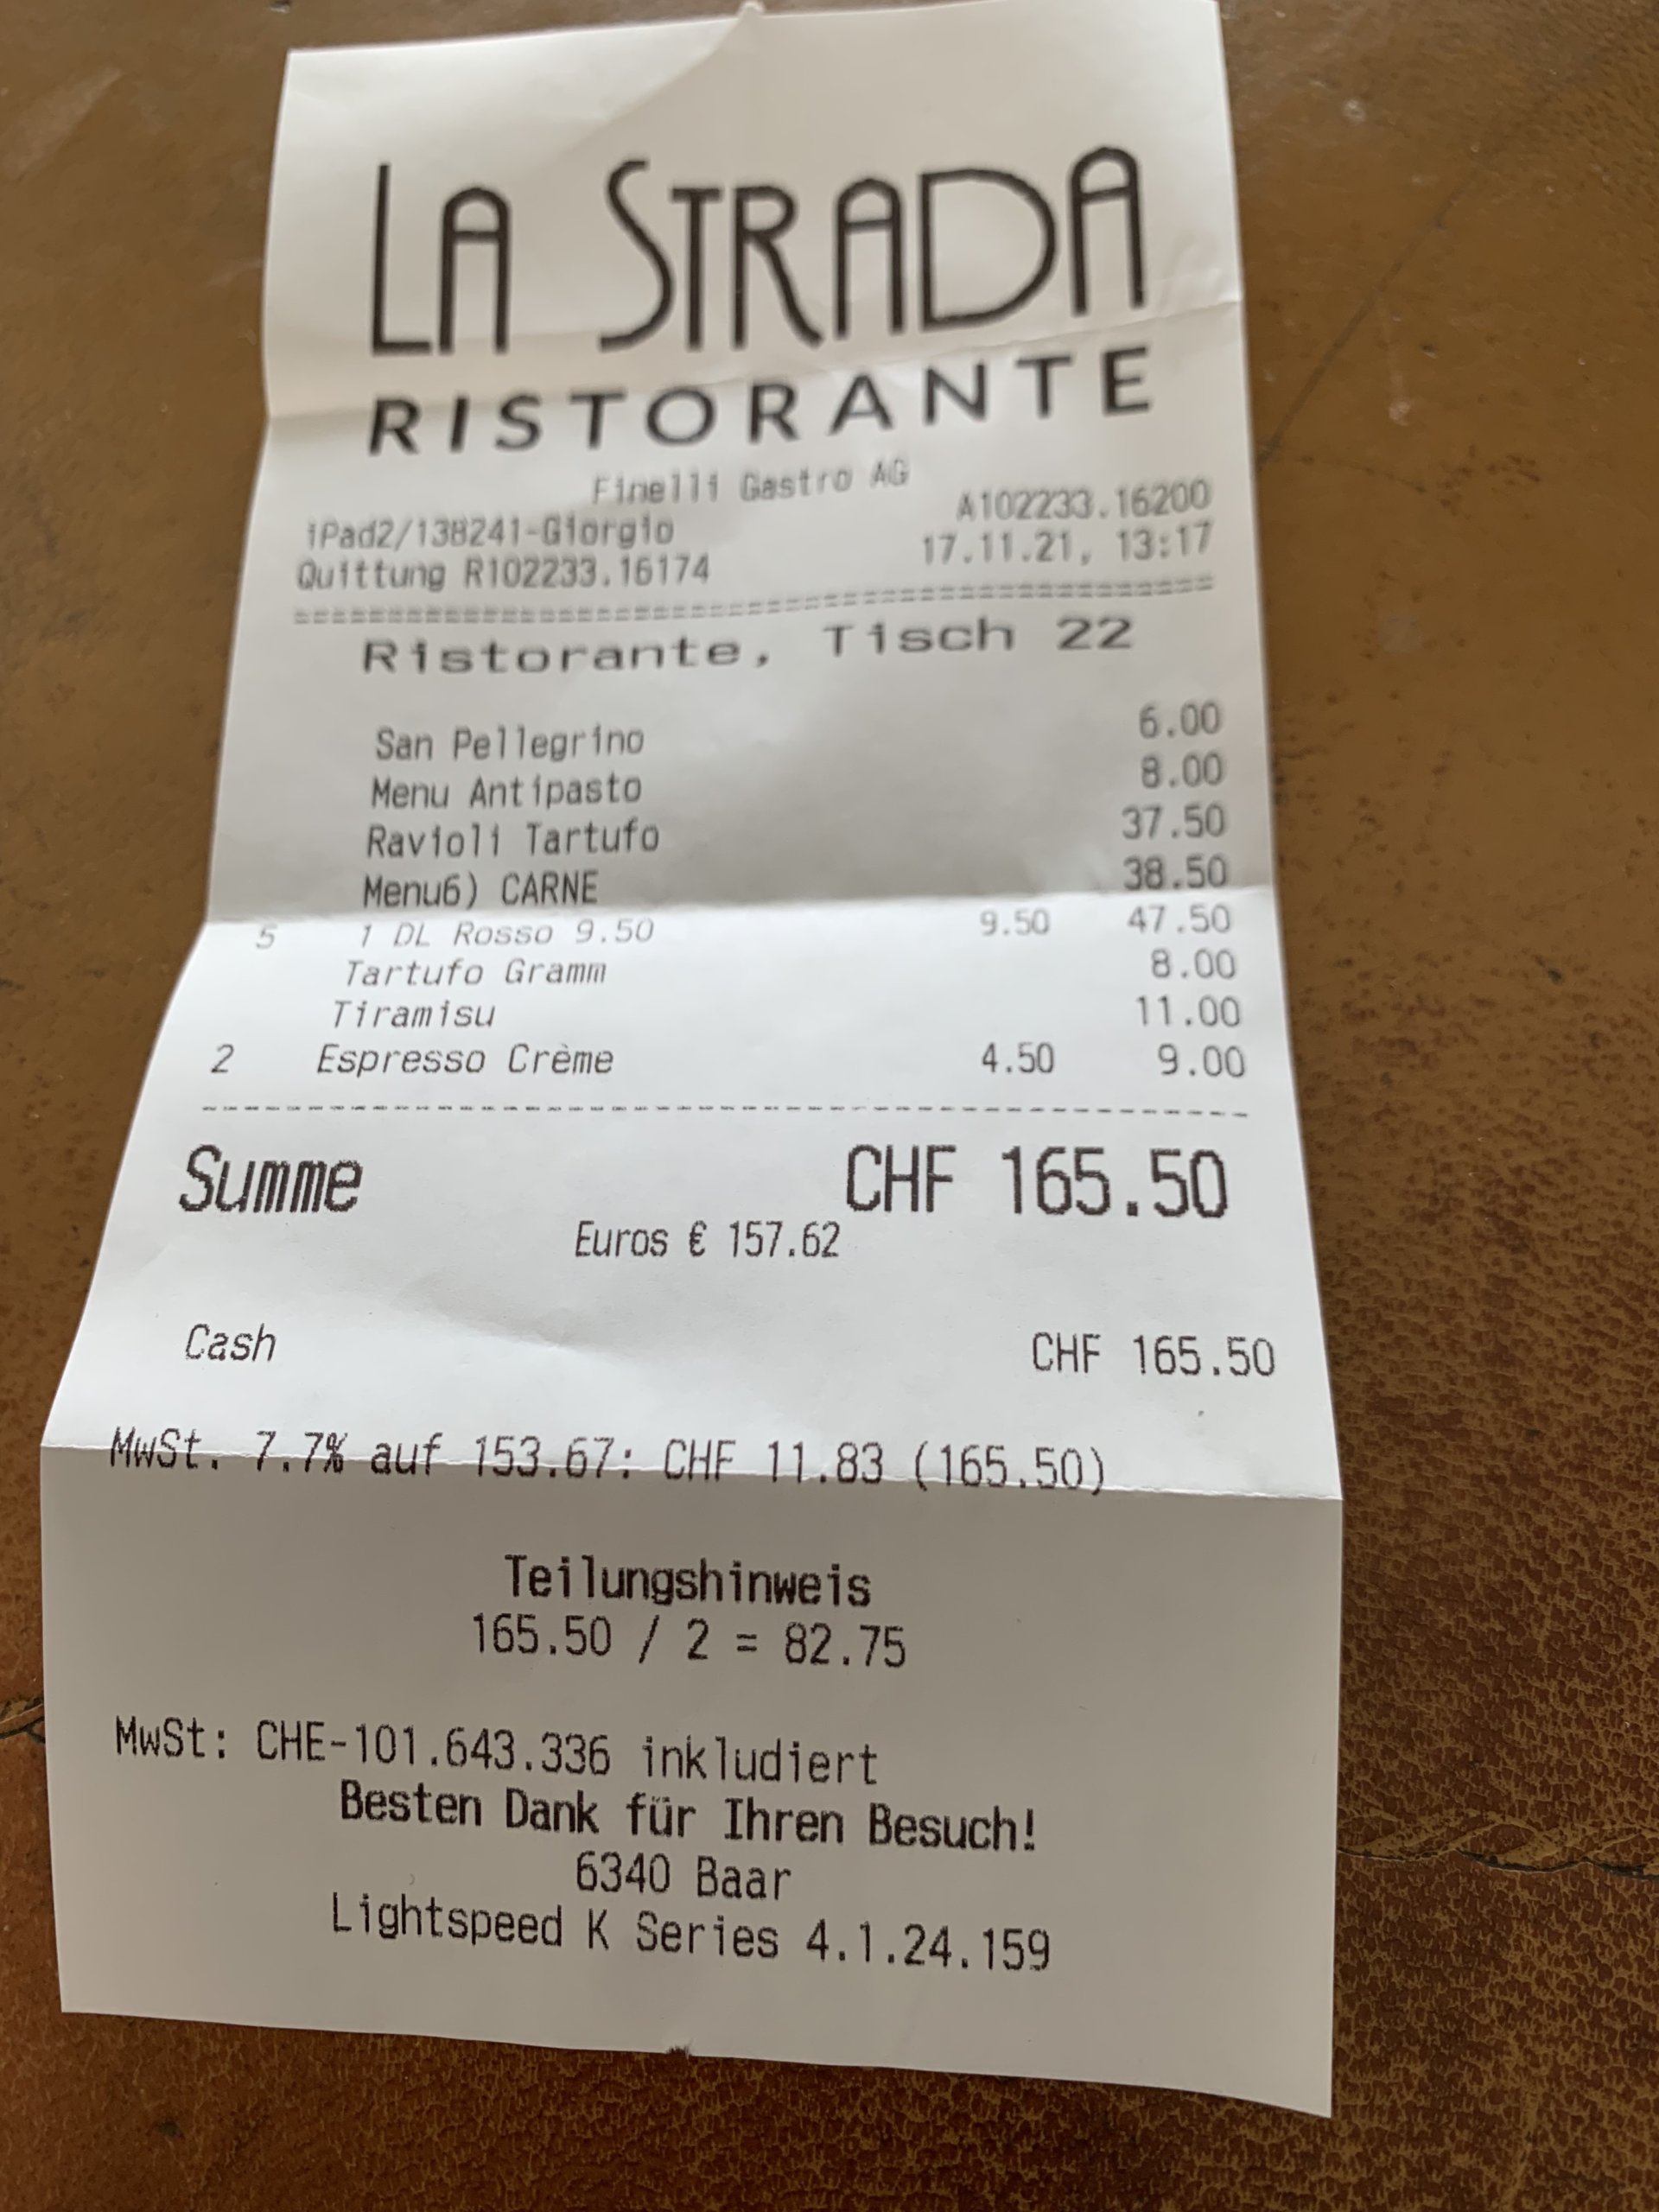 LA STRADA
RISTORANTE
Finelli Gastro AG
iPad2/138241-Giorgio A102233.16200
Quittung R102233.16174 17.11.21, 13:17
================================================
Ristorante, Tisch 22
San Pellegrino 6.00
Menu Antipasto 8.00
Ravioli Tartufo 37.50
Menu6) CARNE 38.50
5 1 DL Rosso 9.50 9.50 47.50
Tartufo Gramm 8.00
Tiramisu 11.00
2 Espresso Crème 4.50 9.00
------------------------------------------------
Summe CHF 165.50
Euros € 157.62
Cash CHF 165.50
MwSt. 7.7% auf 153.67: CHF 11.83 (165.50)
Teilungshinweis
165.50 / 2 = 82.75
MwSt: CHE-101.643.336 inkludiert
Besten Dank für Ihren Besuch!
6340 Baar
Lightspeed K Series 4.1.24.159